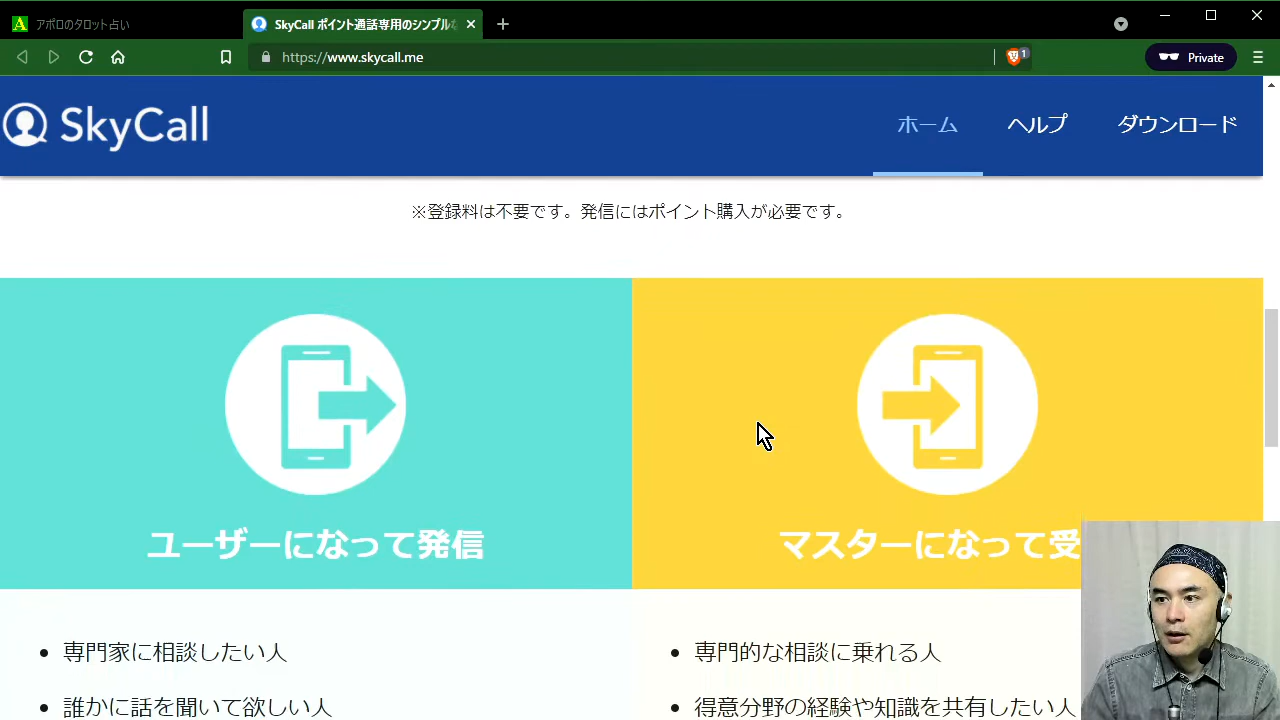 アポロのタロット占い
SkyCall ポイント通話専用のシンプルな
https://www.skycall.me
1
Private
SkyCall
ホーム
ヘルプ
ダウンロード
※登録料は不要です。発信にはポイント購入が必要です。
ユーザーになって発信
マスターになって受
・専門家に相談したい人
・誰かに話を聞いて欲しい人
・専門的な相談に乗れる人
・得意分野の経験や知識を共有したい人